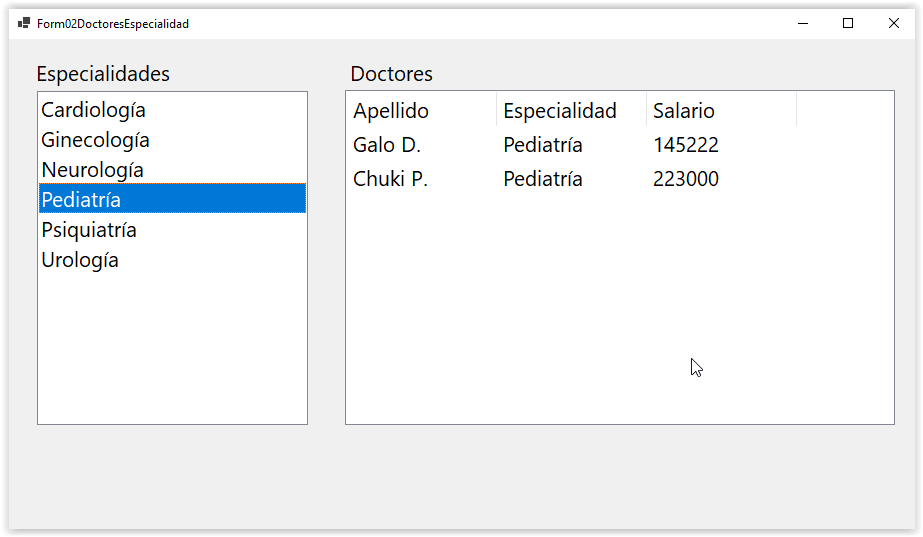 Form02DoctoresEspecialidad
Especialidades
Cardiología
Ginecología
Neurología
Pediatría
Psiquiatría
Urología
Doctores
Apellido Especialidad Salario
Galo D. Pediatría 145222
Chuki P. Pediatría 223000